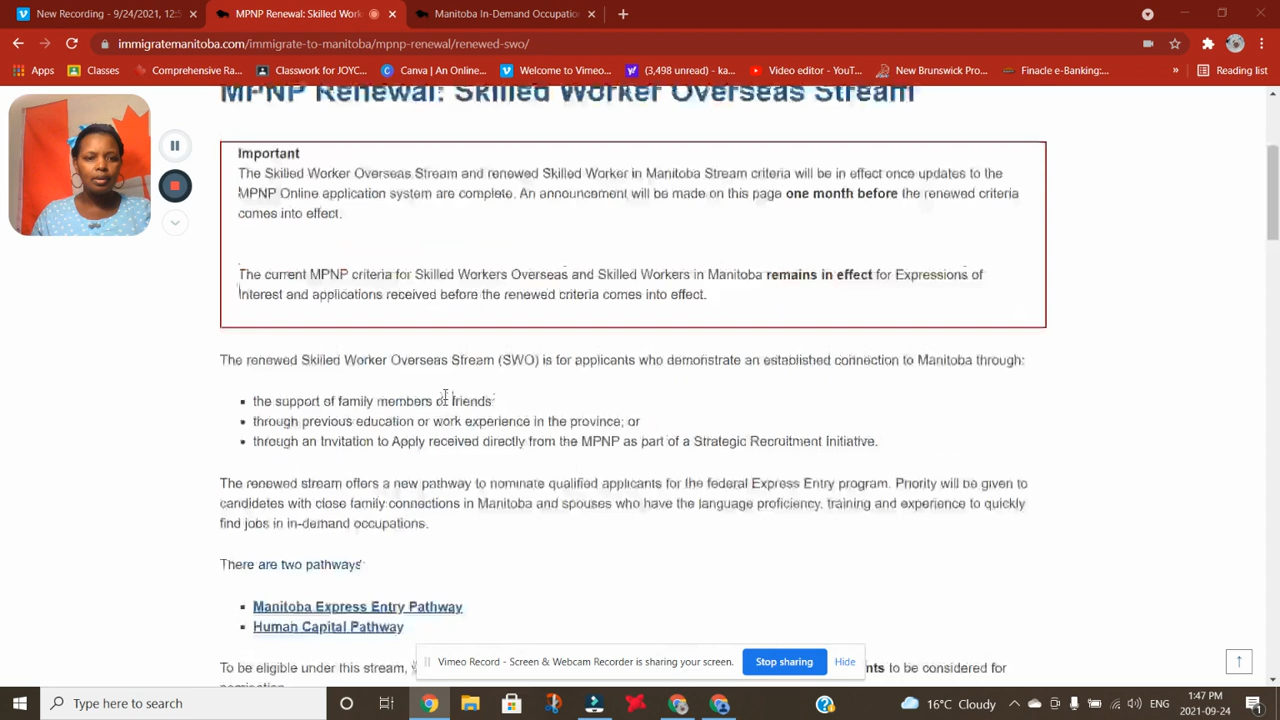 New Recording - 9/24/2021, 12:5
MPNP Renewal: Skilled Work
Manitoba In-Demand Occupation
immigratemanitoba.com/immigrate-to-manitoba/mpnp-renewal/renewed-swo/
Apps
Classes
Comprehensive Ra...
Classwork for JOYC...
Canva | An Online...
Welcome to Vimeo...
(3,498 unread) - ka...
Video editor - YouT...
New Brunswick Pro...
Finacle e-Banking:...
»
Reading list
MPNP Renewal: Skilled Worker Overseas Stream
Important
The Skilled Worker Overseas Stream and renewed Skilled Worker in Manitoba Stream criteria will be in effect once updates to the
MPNP Online application system are complete. An announcement will be made on this page one month before the renewed criteria
comes into effect.
The current MPNP criteria for Skilled Workers Overseas and Skilled Workers in Manitoba remains in effect for Expressions of
Interest and applications received before the renewed criteria comes into effect.
The renewed Skilled Worker Overseas Stream (SWO) is for applicants who demonstrate an established connection to Manitoba through:
the support of family members or friends
through previous education or work experience in the province; or
through an Invitation to Apply received directly from the MPNP as part of a Strategic Recruitment Initiative.
The renewed stream offers a new pathway to nominate qualified applicants for the federal Express Entry program. Priority will be given to
candidates with close family connections in Manitoba and spouses who have the language proficiency, training and experience to quickly
find jobs in in-demand occupations.
There are two pathways
Manitoba Express Entry Pathway
Human Capital Pathway
Vimeo Record - Screen & Webcam Recorder is sharing your screen.
Stop sharing
Hide
To be eligible under this stream,
to be considered for
Type here to search
16°C Cloudy
1:47 PM
2021-09-24